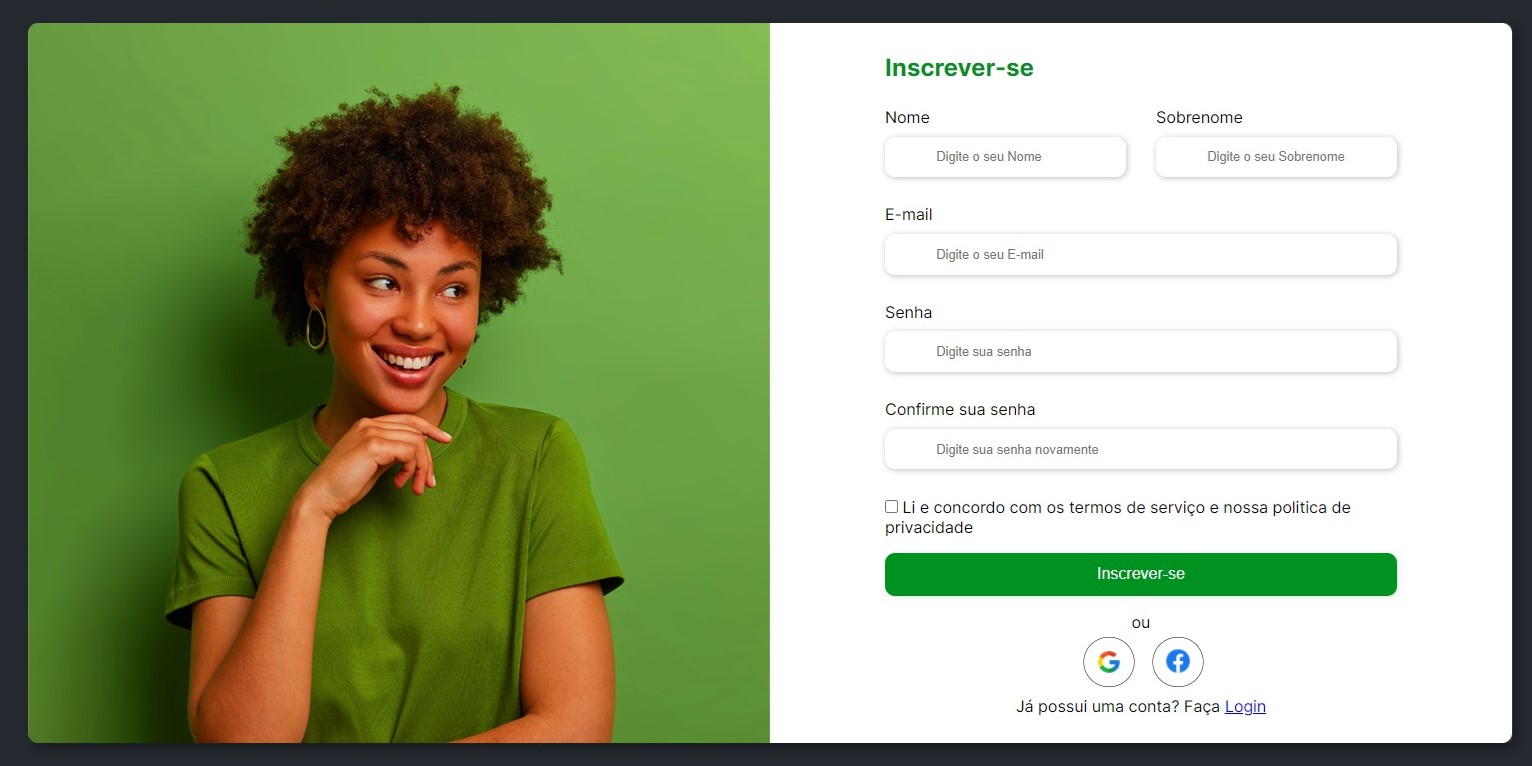 Inscrever-se
Nome
Sobrenome
Digite o seu Nome
Digite o seu Sobrenome
E-mail
Digite o seu E-mail
Senha
Digite sua senha
Confirme sua senha
Digite sua senha novamente
Li e concordo com os termos de serviço e nossa politica de
privacidade
Inscrever-se
ou
Já possui uma conta? Faça Login